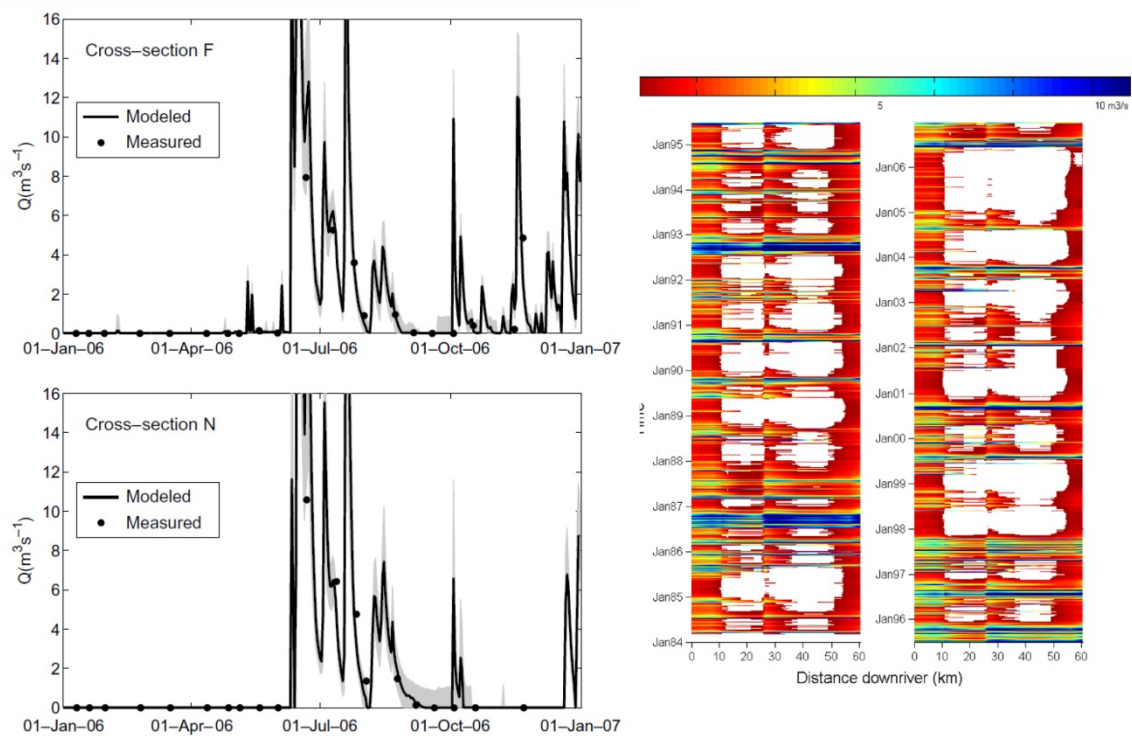 16
14
12
10
8
6
4
2
0
Q(m³s⁻¹)
Cross–section F
Modeled
Measured
01–Jan–06 01–Apr–06 01–Jul–06 01–Oct–06 01–Jan–07
16
14
12
10
8
6
4
2
0
Q(m³s⁻¹)
Cross–section N
Modeled
Measured
01–Jan–06 01–Apr–06 01–Jul–06 01–Oct–06 01–Jan–07
5 10 m3/s
Jan95
Jan94
Jan93
Jan92
Jan91
Jan90
Jan89
Jan88
Jan87
Jan86
Jan85
Jan84
0 10 20 30 40 50 60
Jan06
Jan05
Jan04
Jan03
Jan02
Jan01
Jan00
Jan99
Jan98
Jan97
Jan96
0 10 20 30 40 50 60
Distance downriver (km)